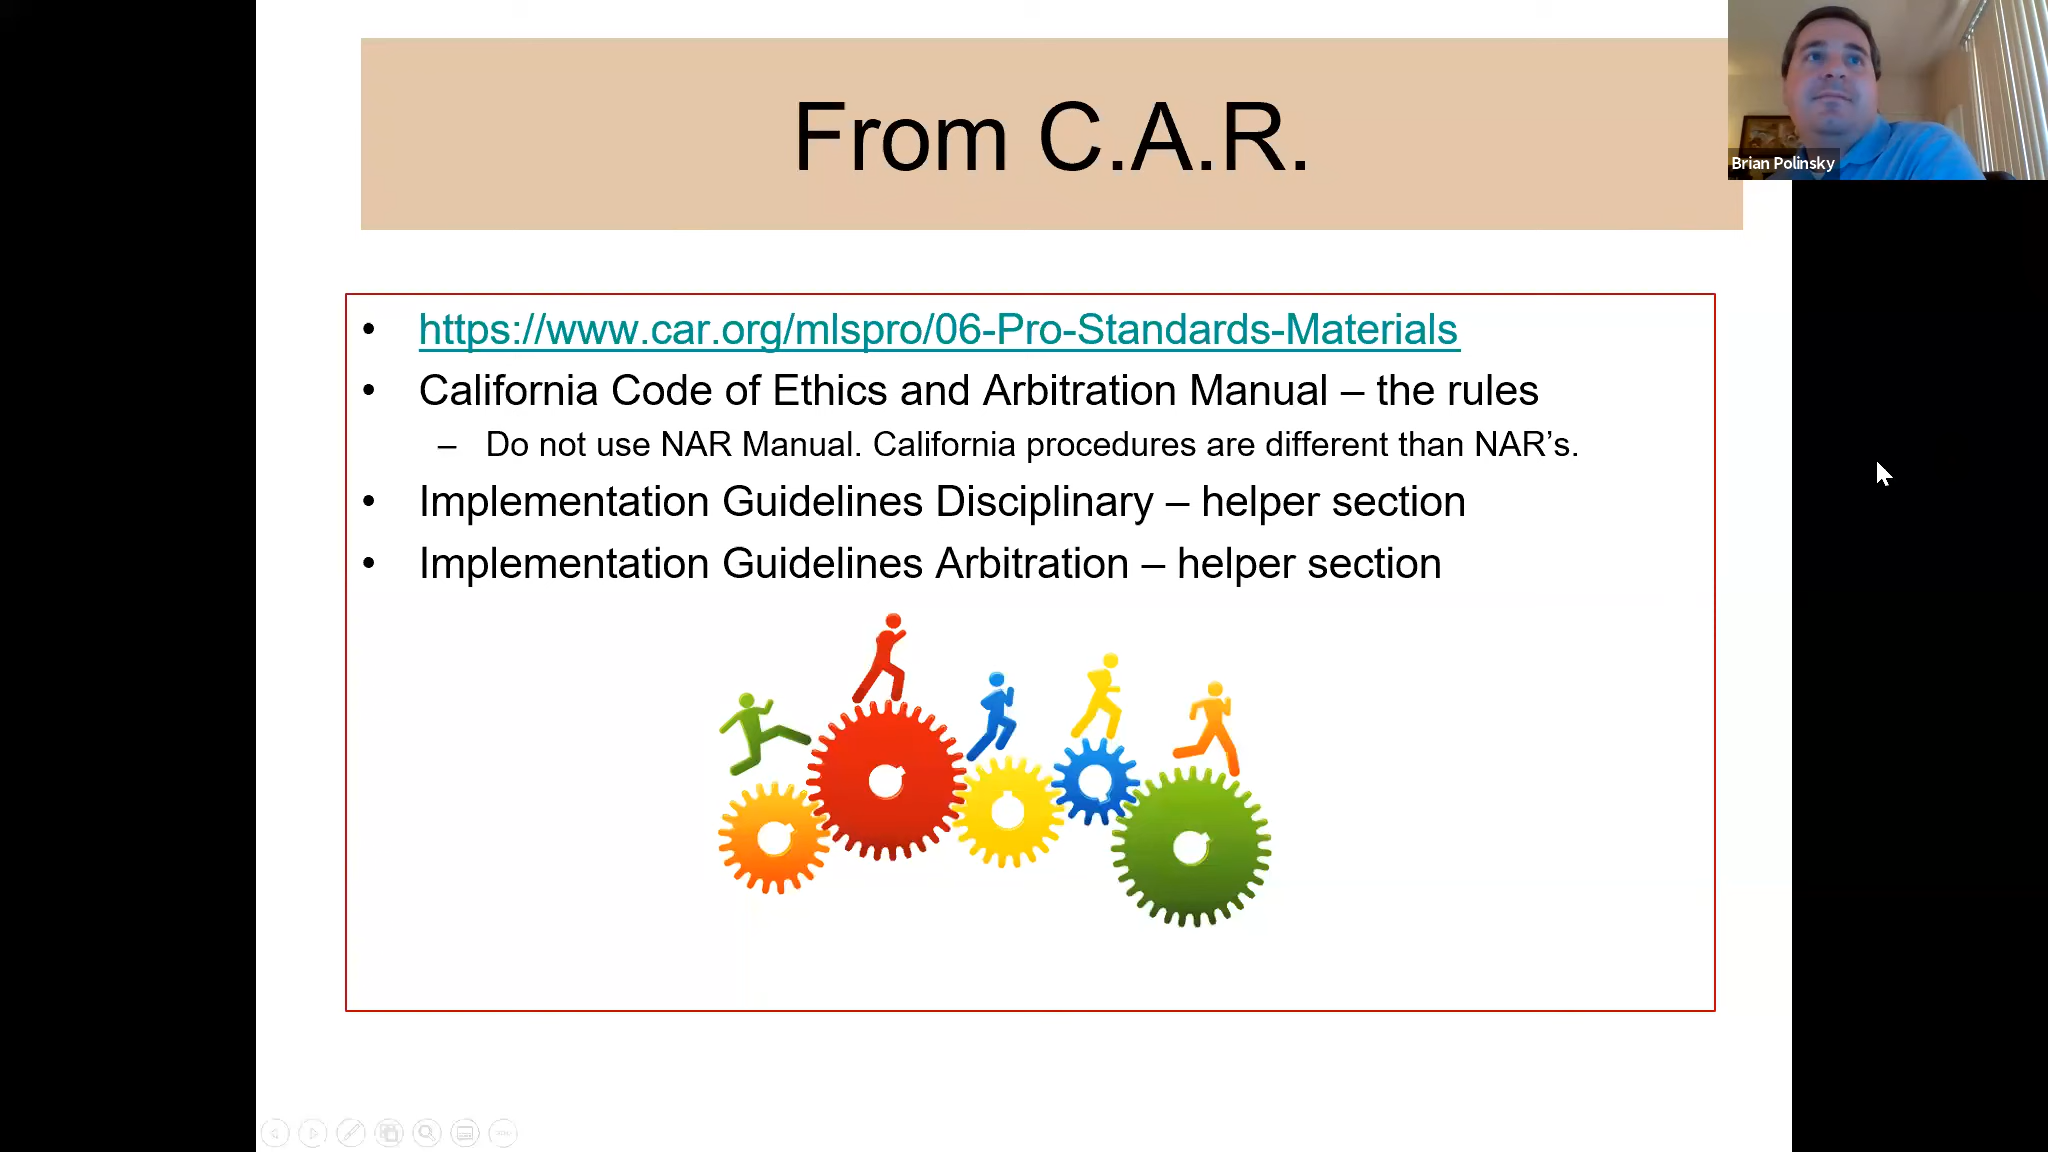 From C.A.R.
Brian Polinsky
• https://www.car.org/mlspro/06-Pro-Standards-Materials
• California Code of Ethics and Arbitration Manual – the rules
– Do not use NAR Manual. California procedures are different than NAR’s.
• Implementation Guidelines Disciplinary – helper section
• Implementation Guidelines Arbitration – helper section